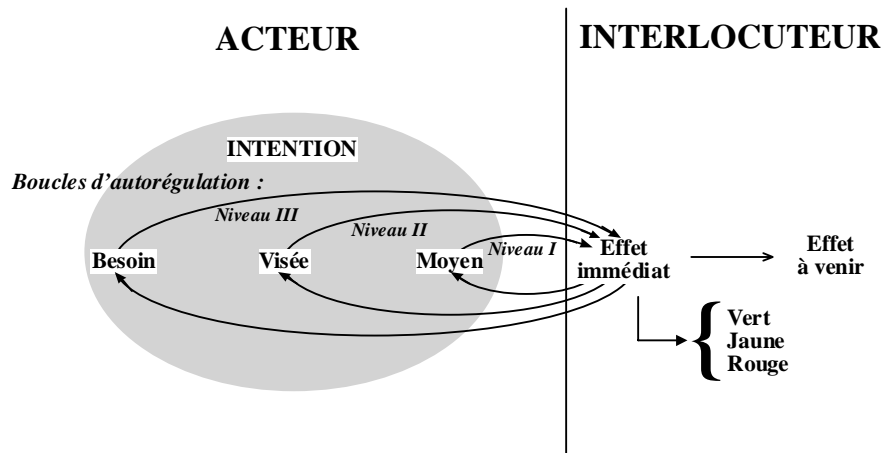 ACTEUR
INTERLOCUTEUR
INTENTION
Boucles d'autorégulation :
Niveau III
Niveau II
Niveau I
Besoin
Visée
Moyen
Effet
immédiat
Effet
à venir
Vert
Jaune
Rouge